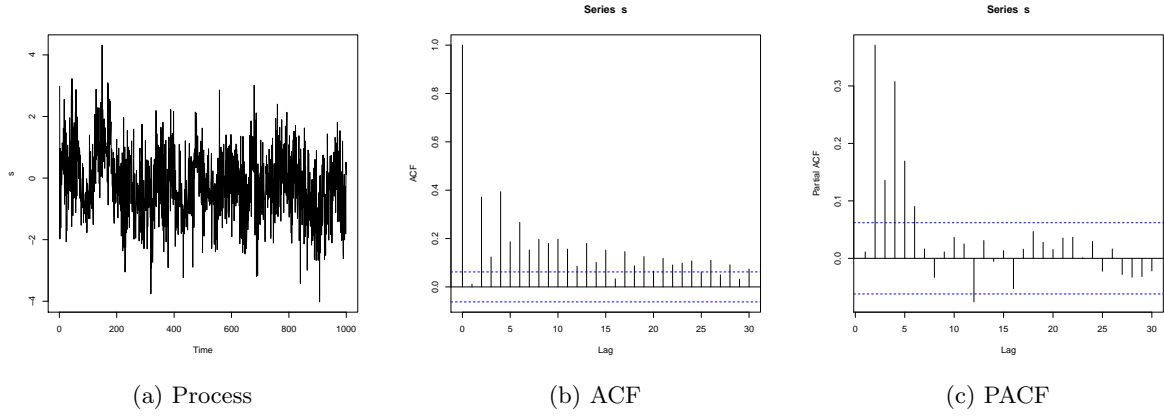 Series s
Series s
s
4
2
0
-2
-4
0 200 400 600 800 1000
Time
ACF
1.0
0.8
0.6
0.4
0.2
0.0
0 5 10 15 20 25 30
Lag
Partial ACF
0.3
0.2
0.1
0.0
0 5 10 15 20 25 30
Lag
(a) Process
(b) ACF
(c) PACF